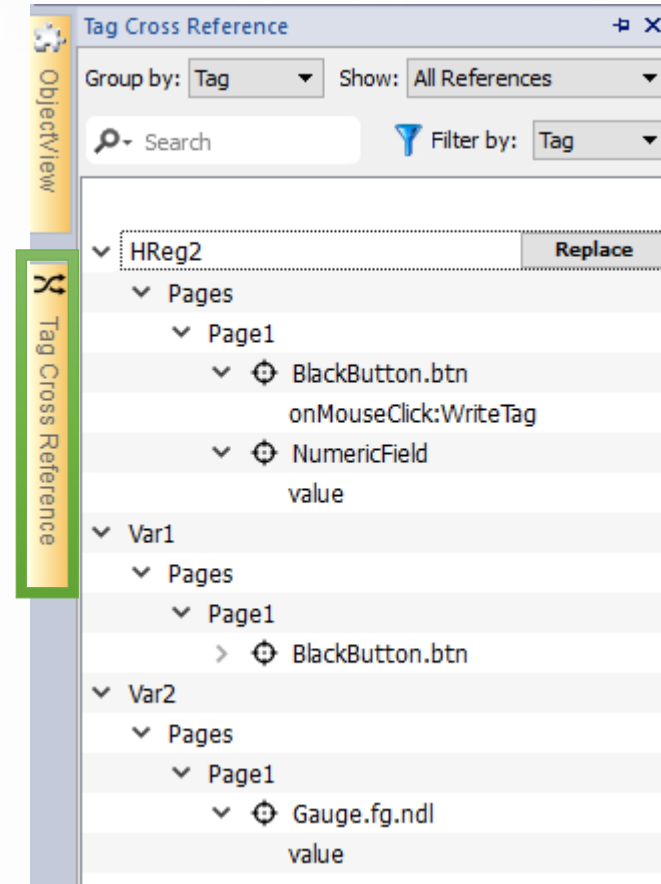 Tag Cross Reference
Group by: Tag Show: All References
Search Filter by: Tag
HReg2 Replace
Pages
Page1
BlackButton.btn
onMouseClick:WriteTag
NumericField
value
Var1
Pages
Page1
BlackButton.btn
Var2
Pages
Page1
Gauge.fg.ndl
value
ObjectView
Tag Cross Reference